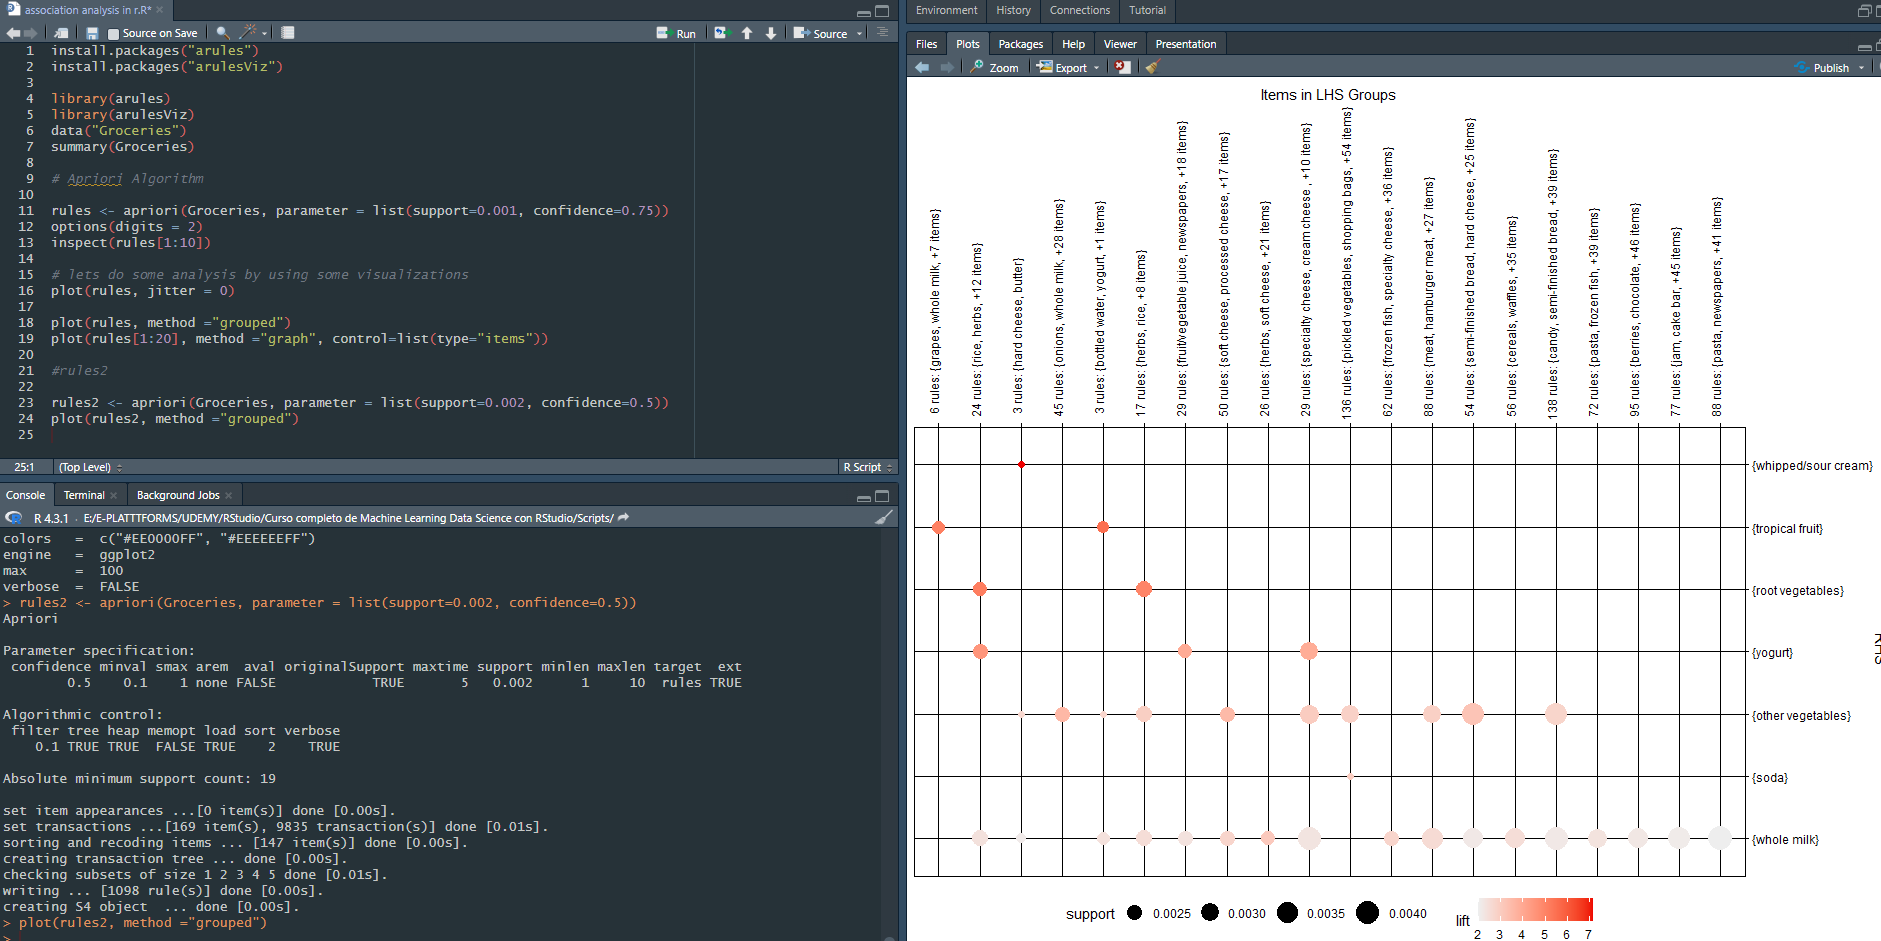 association analysis in r.R*
Source on Save
Run
Source
1 install.packages("arules")
2 install.packages("arulesViz")
3
4 library(arules)
5 library(arulesViz)
6 data("Groceries")
7 summary(Groceries)
8
9 # Apriori Algorithm
10
11 rules <- apriori(Groceries, parameter = list(support=0.001, confidence=0.75))
12 options(digits = 2)
13 inspect(rules[1:10])
14
15 # lets do some analysis by using some visualizations
16 plot(rules, jitter = 0)
17
18 plot(rules, method ="grouped")
19 plot(rules[1:20], method ="graph", control=list(type="items"))
20
21 #rules2
22
23 rules2 <- apriori(Groceries, parameter = list(support=0.002, confidence=0.5))
24 plot(rules2, method ="grouped")
25
25:1 (Top Level) R Script
Console Terminal Background Jobs
R 4.3.1 · E:/E-PLATTTFORMS/UDEMY/RStudio/Curso completo de Machine Learning Data Science con RStudio/Scripts/
colors = c("#EE0000FF", "#EEEEEEFF")
engine = ggplot2
max = 100
verbose = FALSE
> rules2 <- apriori(Groceries, parameter = list(support=0.002, confidence=0.5))
Apriori
Parameter specification:
confidence minval smax arem aval originalSupport maxtime support minlen maxlen target ext
0.5 0.1 1 none FALSE TRUE 5 0.002 1 10 rules TRUE
Algorithmic control:
filter tree heap memopt load sort verbose
0.1 TRUE TRUE FALSE TRUE 2 TRUE
Absolute minimum support count: 19
set item appearances ...[0 item(s)] done [0.00s].
set transactions ...[169 item(s), 9835 transaction(s)] done [0.01s].
sorting and recoding items ... [147 item(s)] done [0.00s].
creating transaction tree ... done [0.00s].
checking subsets of size 1 2 3 4 5 done [0.01s].
writing ... [1098 rule(s)] done [0.00s].
creating S4 object ... done [0.00s].
> plot(rules2, method ="grouped")
>
Environment History Connections Tutorial
Files Plots Packages Help Viewer Presentation
Zoom Export Publish
Items in LHS Groups
6 rules: {grapes, whole milk, +7 items}
24 rules: {rice, herbs, +12 items}
3 rules: {hard cheese, butter}
45 rules: {onions, whole milk, +28 items}
3 rules: {bottled water, yogurt, +1 items}
17 rules: {herbs, rice, +8 items}
29 rules: {fruit/vegetable juice, newspapers, +18 items}
50 rules: {soft cheese, processed cheese, +17 items}
26 rules: {herbs, soft cheese, +21 items}
29 rules: {specialty cheese, cream cheese , +10 items}
136 rules: {pickled vegetables, shopping bags, +54 items}
62 rules: {frozen fish, specialty cheese, +36 items}
88 rules: {meat, hamburger meat, +27 items}
54 rules: {semi-finished bread, hard cheese, +25 items}
56 rules: {cereals, waffles, +35 items}
138 rules: {candy, semi-finished bread, +39 items}
72 rules: {pasta, frozen fish, +39 items}
95 rules: {berries, chocolate, +46 items}
77 rules: {jam, cake bar, +45 items}
88 rules: {pasta, newspapers, +41 items}
{whipped/sour cream}
{tropical fruit}
{root vegetables}
{yogurt}
{other vegetables}
{soda}
{whole milk}
support 0.0025 0.0030 0.0035 0.0040
lift
2 3 4 5 6 7